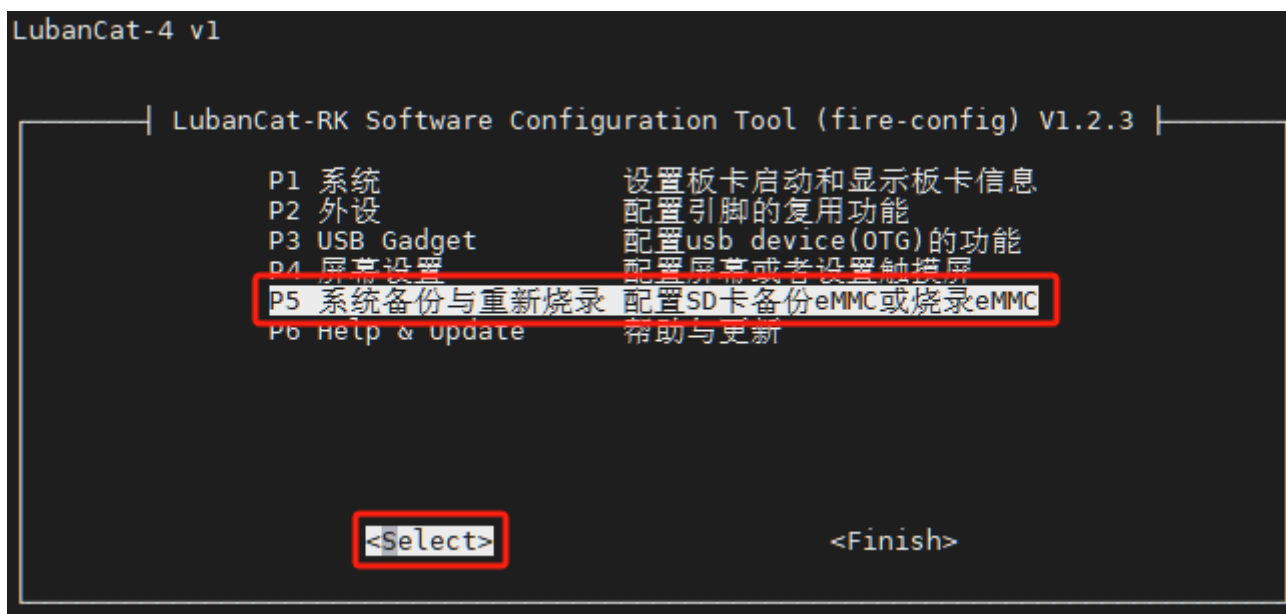 LubanCat-4 v1
LubanCat-RK Software Configuration Tool (fire-config) V1.2.3
P1 系统 设置板卡启动和显示板卡信息
P2 外设 配置引脚的复用功能
P3 USB Gadget 配置usb device(OTG)的功能
P4 屏幕设置 配置屏幕或者设置触摸屏
P5 系统备份与重新烧录 配置SD卡备份eMMC或烧录eMMC
P6 Help & Update 帮助与更新
<Select> <Finish>